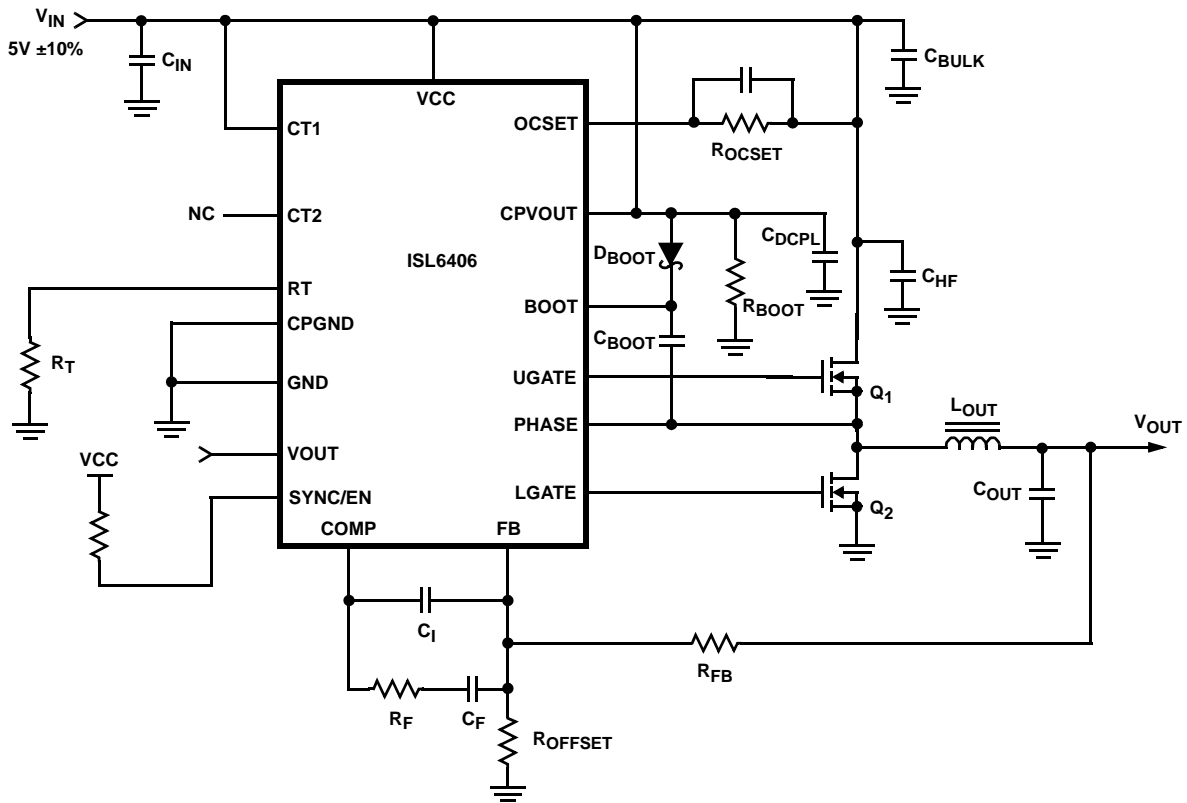 VIN
5V ±10%
CIN
CBULK
VCC
CT1
OCSET
ROCSET
NC
CT2
CPVOUT
CDCPL
DBOOT
ISL6406
CHF
RT
BOOT
RBOOT
CPGND
CBOOT
RT
UGATE
Q1
GND
LOUT
PHASE
VOUT
VCC
VOUT
COUT
SYNC/EN
LGATE
Q2
COMP
FB
CI
RFB
RF
CF
ROFFSET